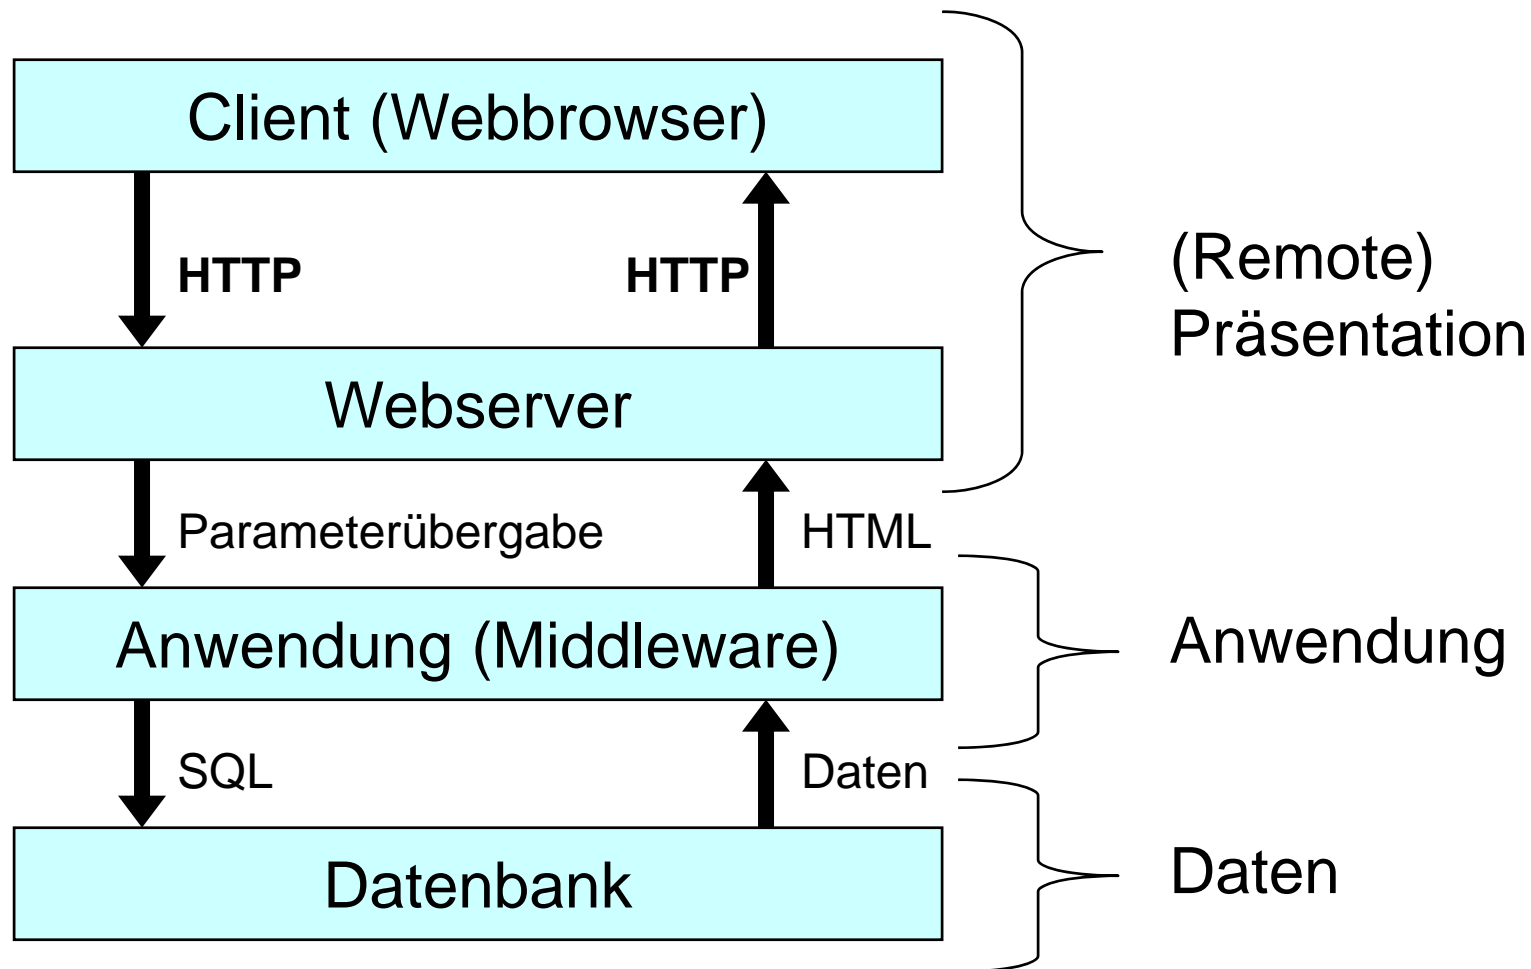 Client (Webbrowser)
HTTP
HTTP
(Remote)
Präsentation
Webserver
Parameterübergabe
HTML
Anwendung (Middleware)
Anwendung
SQL
Daten
Datenbank
Daten